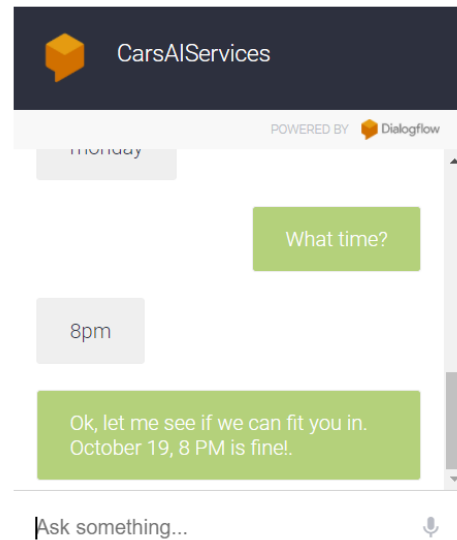 CarsAIServices
POWERED BY Dialogflow
monday
What time?
8pm
Ok, let me see if we can fit you in.
October 19, 8 PM is fine!.
Ask something...